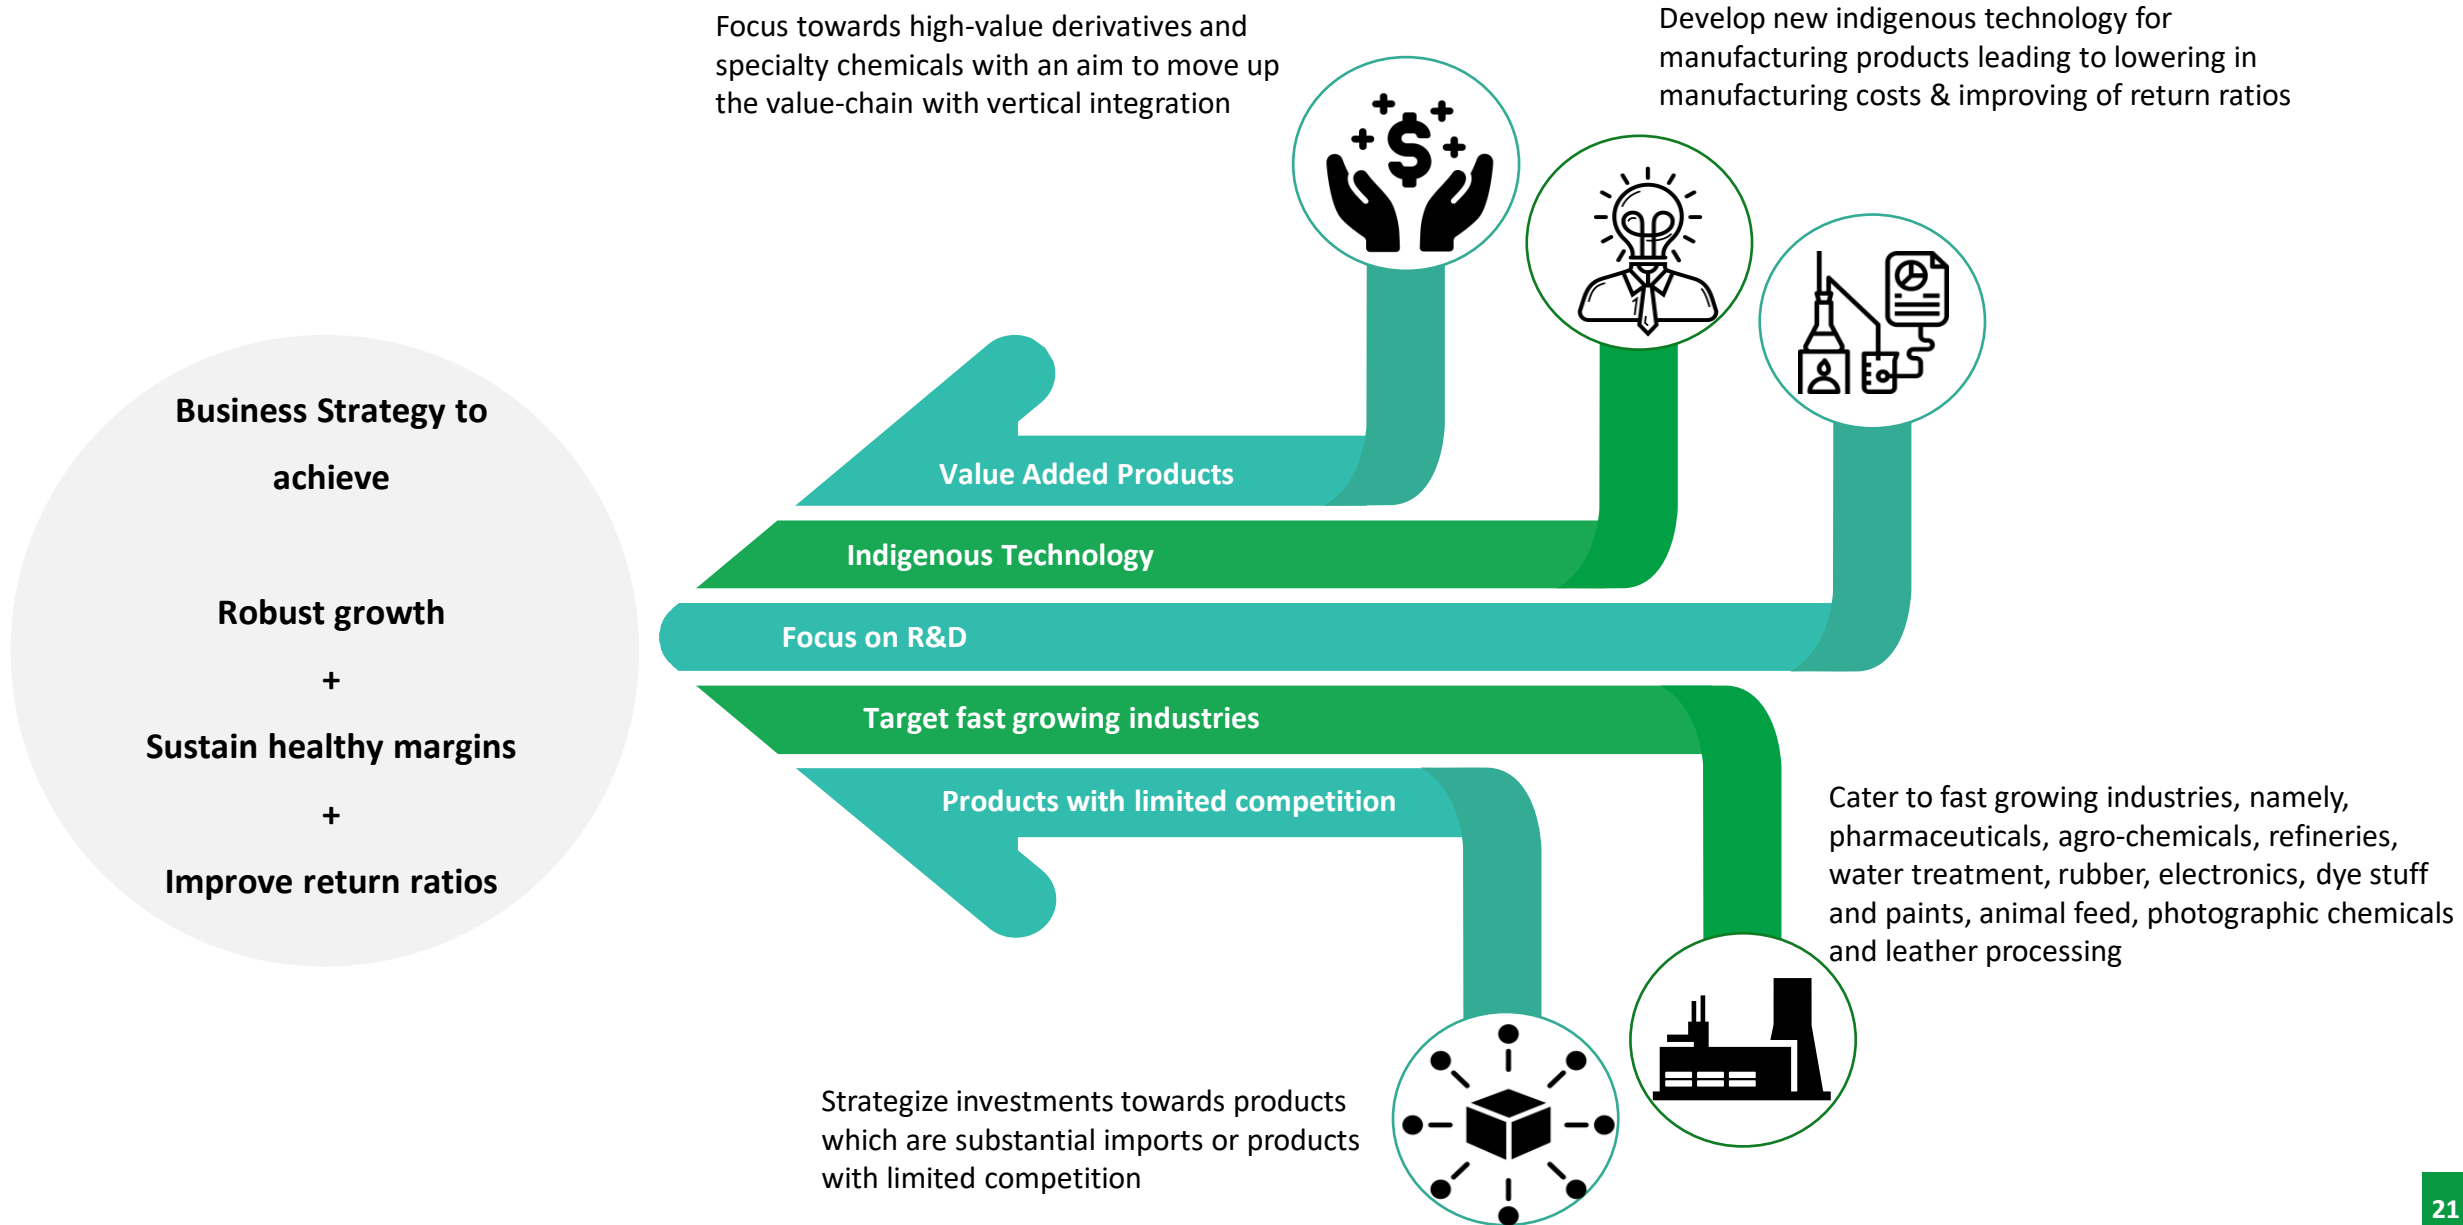 Focus towards high-value derivatives and
specialty chemicals with an aim to move up
the value-chain with vertical integration
Develop new indigenous technology for
manufacturing products leading to lowering in
manufacturing costs & improving of return ratios
Business Strategy to
achieve
Robust growth
+
Sustain healthy margins
+
Improve return ratios
Value Added Products
Indigenous Technology
Focus on R&D
Target fast growing industries
Products with limited competition
Cater to fast growing industries, namely,
pharmaceuticals, agro-chemicals, refineries,
water treatment, rubber, electronics, dye stuff
and paints, animal feed, photographic chemicals
and leather processing
Strategize investments towards products
which are substantial imports or products
with limited competition
21